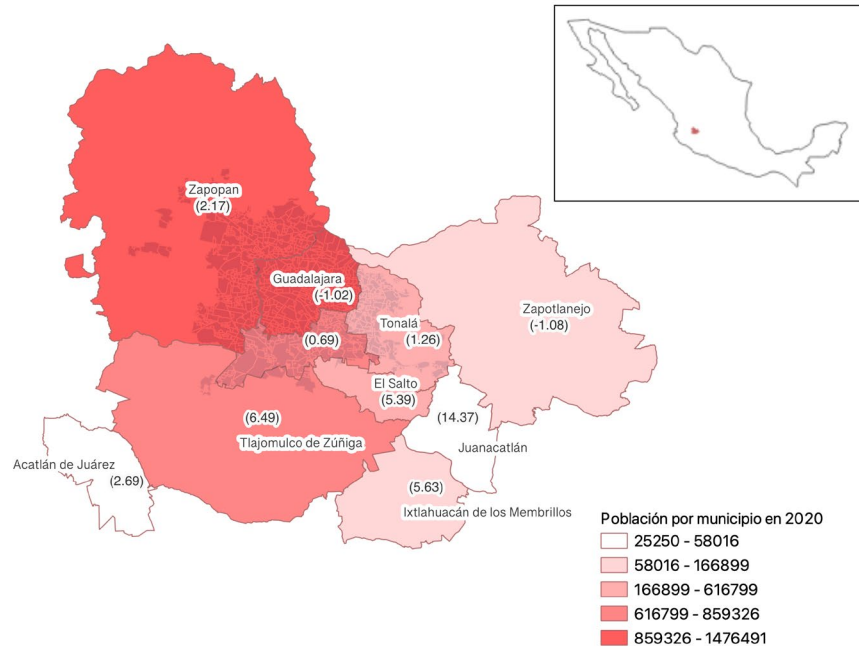 Zapopan
(2.17)
Guadalajara
(-1.02)
Tonalá
(1.26)
Zapotlanejo
(-1.08)
(0.69)
El Salto
(5.39)
(6.49)
Tlajomulco de Zúñiga
(14.37)
Juanacatlán
Acatlán de Juárez
(2.69)
(5.63)
Ixtlahuacán de los Membrillos
Población por municipio en 2020
25250 - 58016
58016 - 166899
166899 - 616799
616799 - 859326
859326 - 1476491